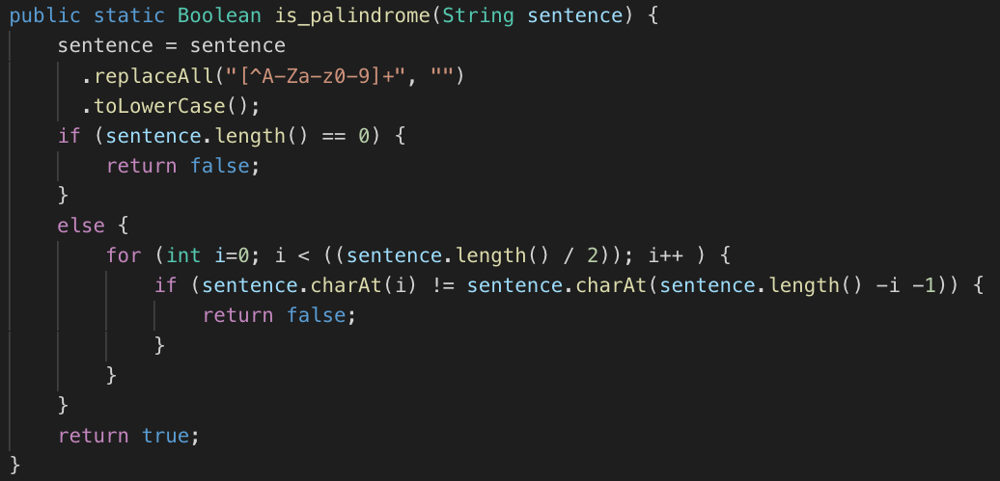 public static Boolean is_palindrome(String sentence) {
    sentence = sentence
      .replaceAll("[^A-Za-z0-9]+", "")
      .toLowerCase();
    if (sentence.length() == 0) {
        return false;
    }
    else {
        for (int i=0; i < ((sentence.length() / 2)); i++ ) {
            if (sentence.charAt(i) != sentence.charAt(sentence.length() -i -1)) {
                return false;
            }
        }
    }
    return true;
}